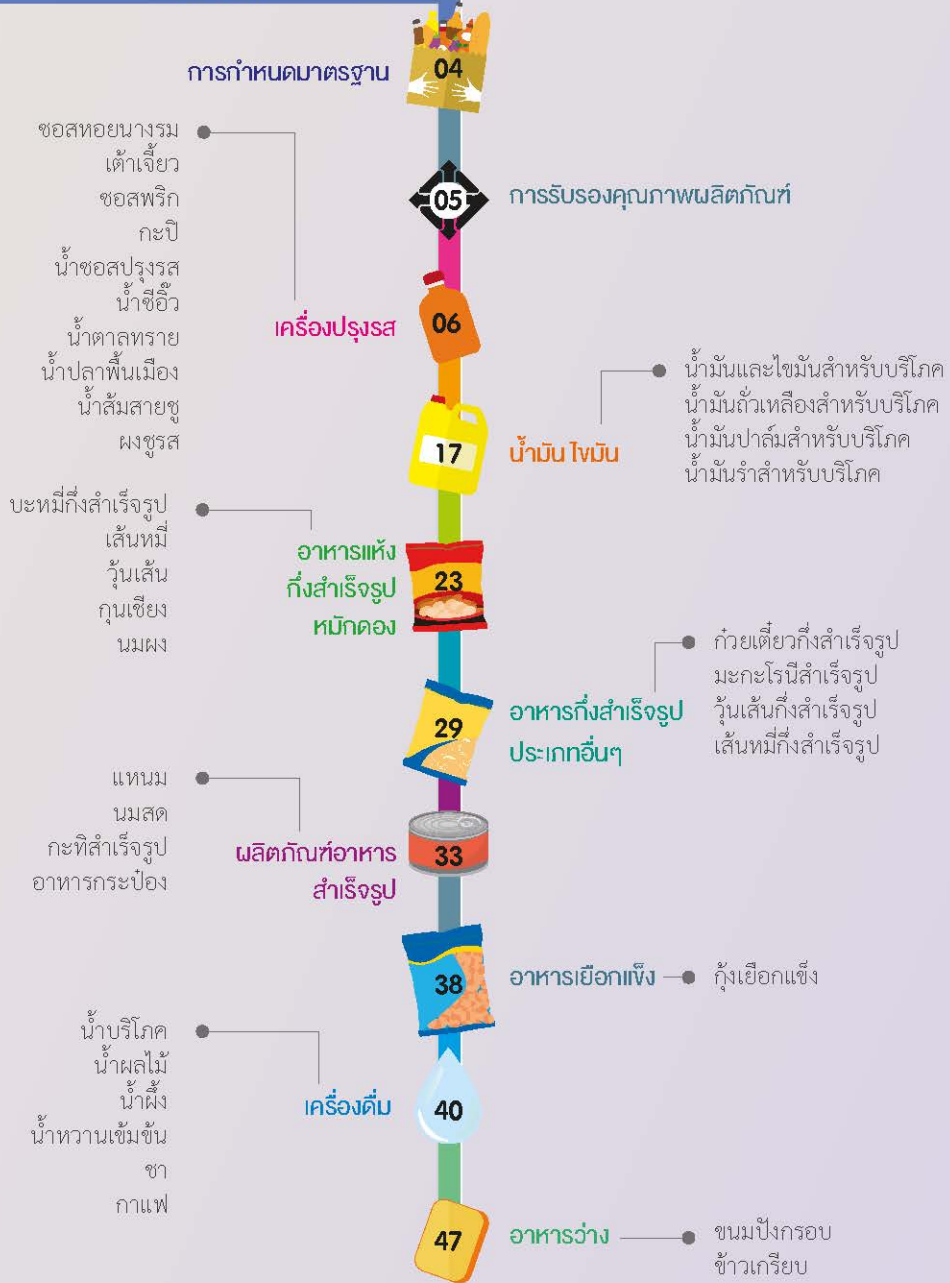 04
การกำหนดมาตรฐาน
05
การรับรองคุณภาพผลิตภัณฑ์
06
เครื่องปรุงรส
ซอสหอยนางรม
เต้าเจี้ยว
ซอสพริก
กะปิ
น้ำซอสปรุงรส
น้ำซีอิ๊ว
น้ำตาลทราย
น้ำปลาพื้นเมือง
น้ำส้มสายชู
ผงชูรส
17
น้ำมัน ไขมัน
น้ำมันและไขมันสำหรับบริโภค
น้ำมันถั่วเหลืองสำหรับบริโภค
น้ำมันปาล์มสำหรับบริโภค
น้ำมันรำสำหรับบริโภค
23
อาหารแห้ง
กึ่งสำเร็จรูป
หมักดอง
บะหมี่กึ่งสำเร็จรูป
เส้นหมี่
วุ้นเส้น
กุนเชียง
นมผง
29
อาหารกึ่งสำเร็จรูป
ประเภทอื่นๆ
ก๋วยเตี๋ยวกึ่งสำเร็จรูป
มะกะโรนีสำเร็จรูป
วุ้นเส้นกึ่งสำเร็จรูป
เส้นหมี่กึ่งสำเร็จรูป
33
ผลิตภัณฑ์อาหาร
สำเร็จรูป
แหนม
นมสด
กะทิสำเร็จรูป
อาหารกระป๋อง
38
อาหารเยือกแข็ง
กุ้งเยือกแข็ง
40
เครื่องดื่ม
น้ำบริโภค
น้ำผลไม้
น้ำผึ้ง
น้ำหวานเข้มข้น
ชา
กาแฟ
47
อาหารว่าง
ขนมปังกรอบ
ข้าวเกรียบ